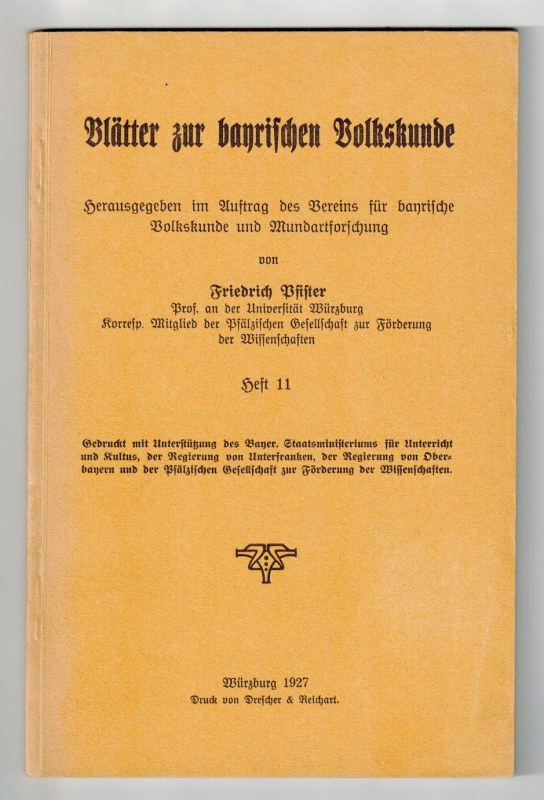 Blätter zur bayrischen Volkskunde
Herausgegeben im Auftrag des Vereins für bayrische
Volkskunde und Mundartforschung
von
Friedrich Pfister
Prof. an der Universität Würzburg
Korresp. Mitglied der Pfälzischen Gesellschaft zur Förderung
der Wissenschaften
Heft 11
Gedruckt mit Unterstützung des Bayer. Staatsministeriums für Unterricht
und Kultus, der Regierung von Unterfranken, der Regierung von Ober-
bayern und der Pfälzischen Gesellschaft zur Förderung der Wissenschaften.
Würzburg 1927
Druck von Drescher & Reichart.